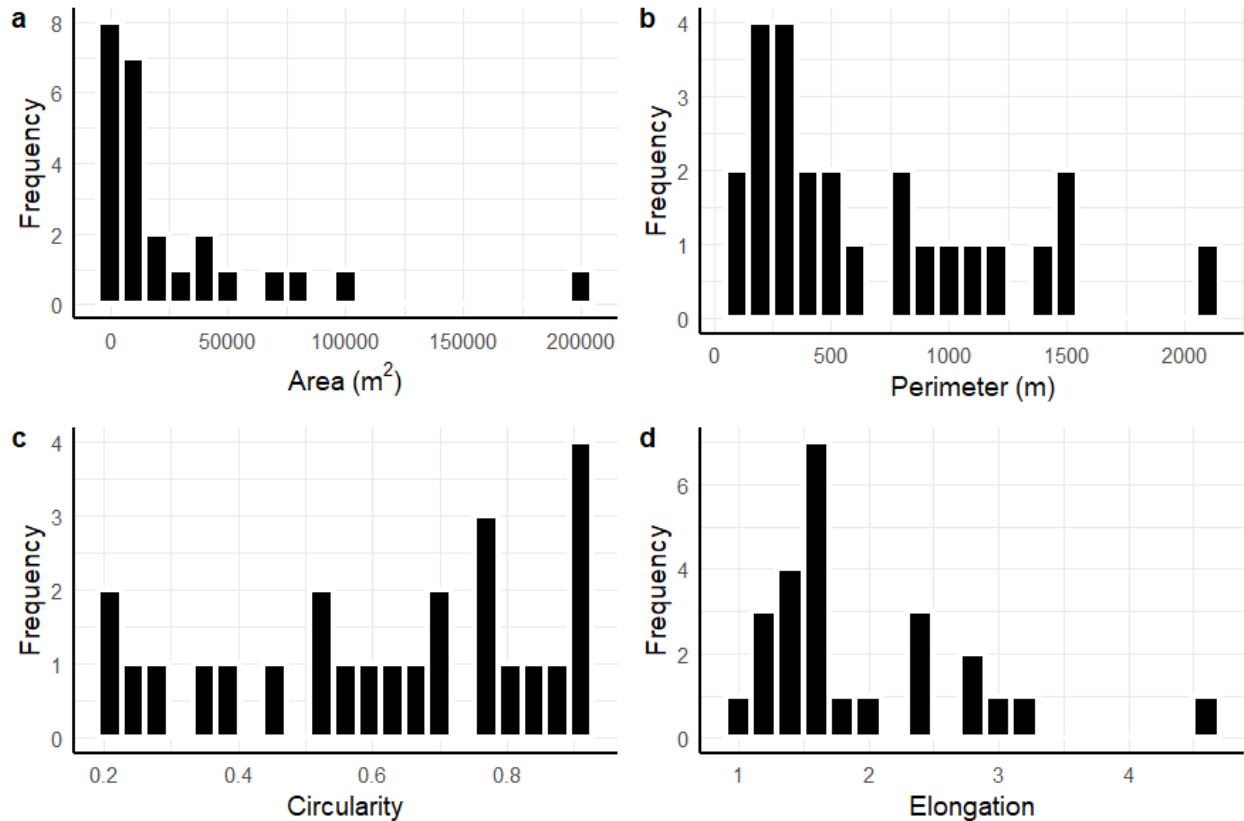 a
8
6
4
2
0
Frequency
0 50000 100000 150000 200000
Area (m²)
b
4
3
2
1
0
Frequency
0 500 1000 1500 2000
Perimeter (m)
c
4
3
2
1
0
Frequency
0.2 0.4 0.6 0.8
Circularity
d
6
4
2
0
Frequency
1 2 3 4
Elongation